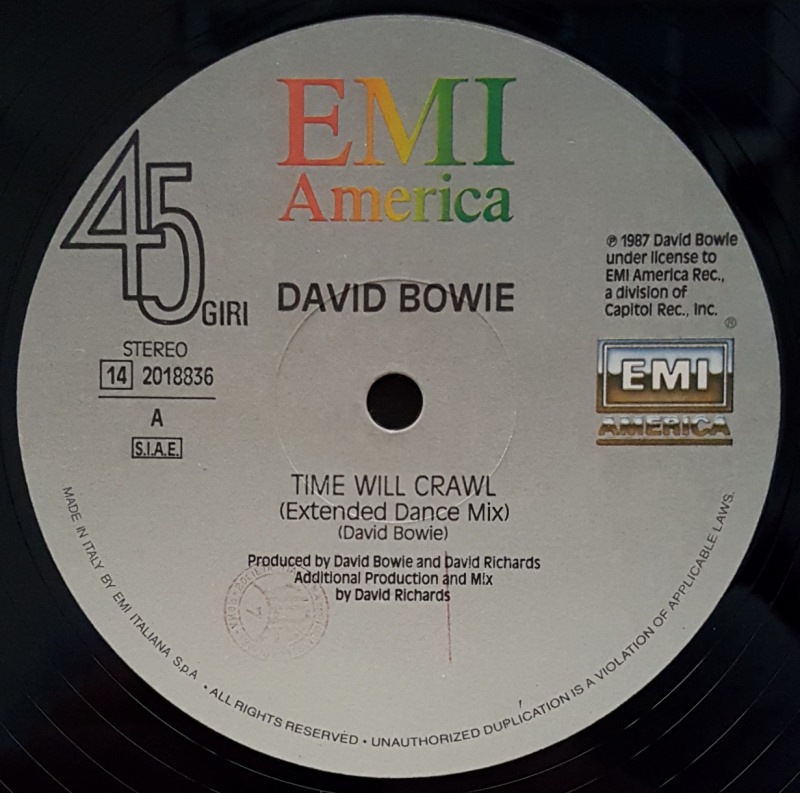 EMI
America
45 GIRI
DAVID BOWIE
℗ 1987 David Bowie
under license to
EMI America Rec.,
a division of
Capitol Rec., Inc.
®
EMI
AMERICA
STEREO
14 2018836
A
S.I.A.E.
TIME WILL CRAWL
(Extended Dance Mix)
(David Bowie)
Produced by David Bowie and David Richards
Additional Production and Mix
by David Richards
MADE IN ITALY BY EMI ITALIANA S.p.A • ALL RIGHTS RESERVED • UNAUTHORIZED DUPLICATION IS A VIOLATION OF APPLICABLE LAWS.